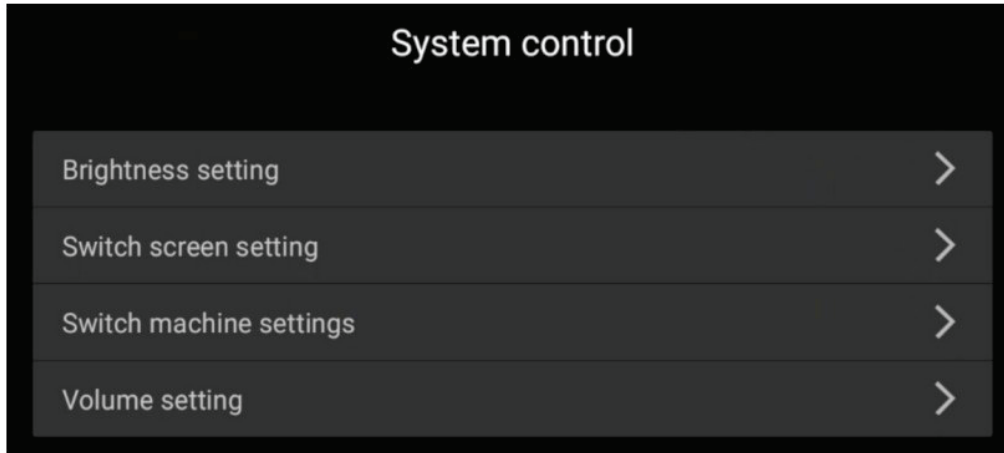 System control
Brightness setting
Switch screen setting
Switch machine settings
Volume setting